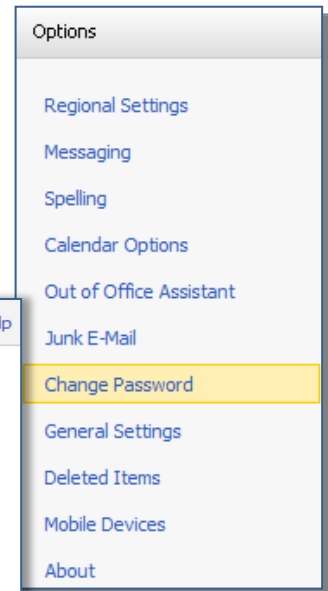 Options
Regional Settings
Messaging
Spelling
Calendar Options
Out of Office Assistant
lp
Junk E-Mail
Change Password
General Settings
Deleted Items
Mobile Devices
About